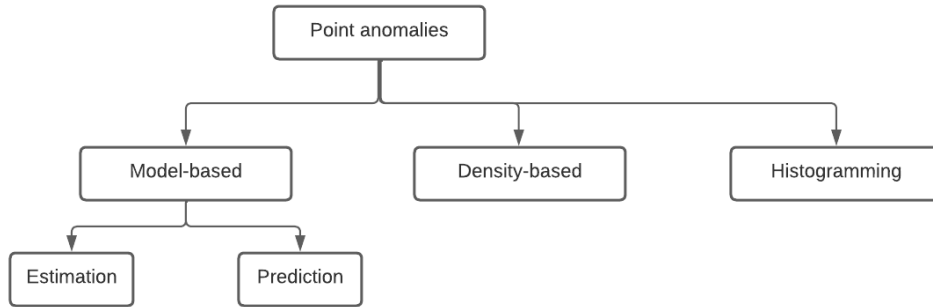 Point anomalies
Model-based
Density-based
Histogramming
Estimation
Prediction